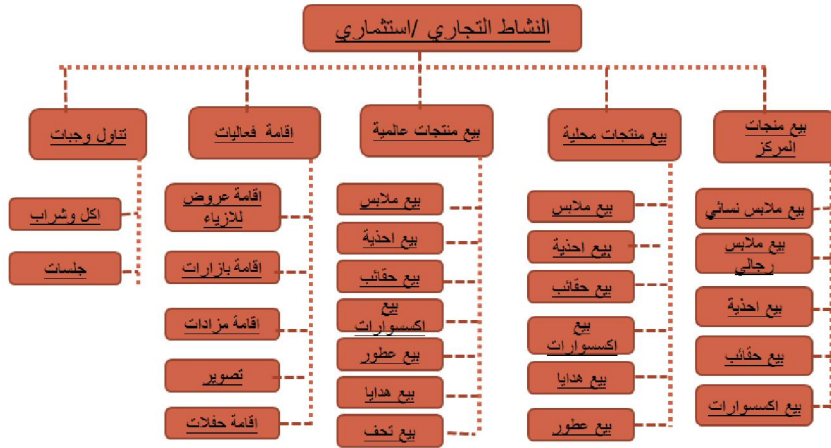 النشاط التجاري /استثماري
بيع منجات
المركز
بيع منتجات محلية
بيع منتجات عالمية
اقامة فعاليات
تناول وجبات
بيع ملابس نسائي
بيع ملابس
رجالي
بيع احذية
بيع حقائب
بيع اكسسوارات
بيع ملابس
بيع احذية
بيع حقائب
بيع
اكسسوارات
بيع هدايا
بيع عطور
بيع ملابس
بيع احذية
بيع حقائب
بيع
اكسسوارات
بيع عطور
بيع هدايا
بيع تحف
اقامة عروض
للازياء
اقامة بازارات
اقامة مزادات
تصوير
اقامة حفلات
اكل وشراب
جلسات